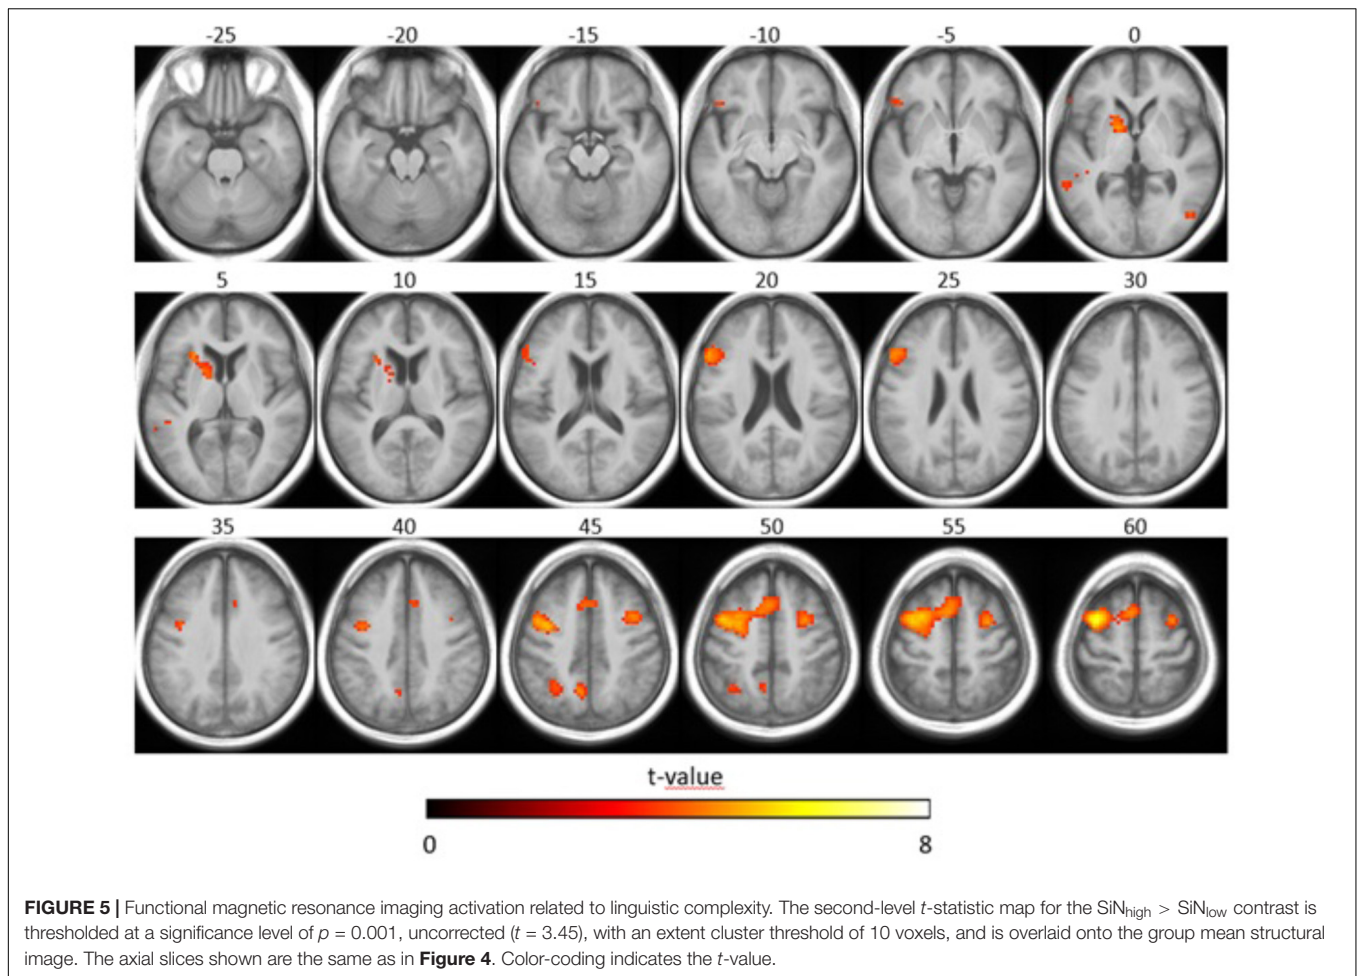 -25 -20 -15 -10 -5 0
5 10 15 20 25 30
35 40 45 50 55 60
t-value
0 8
FIGURE 5 | Functional magnetic resonance imaging activation related to linguistic complexity. The second-level t-statistic map for the SiNhigh > SiNlow contrast is
thresholded at a significance level of p = 0.001, uncorrected (t = 3.45), with an extent cluster threshold of 10 voxels, and is overlaid onto the group mean structural
image. The axial slices shown are the same as in Figure 4. Color-coding indicates the t-value.